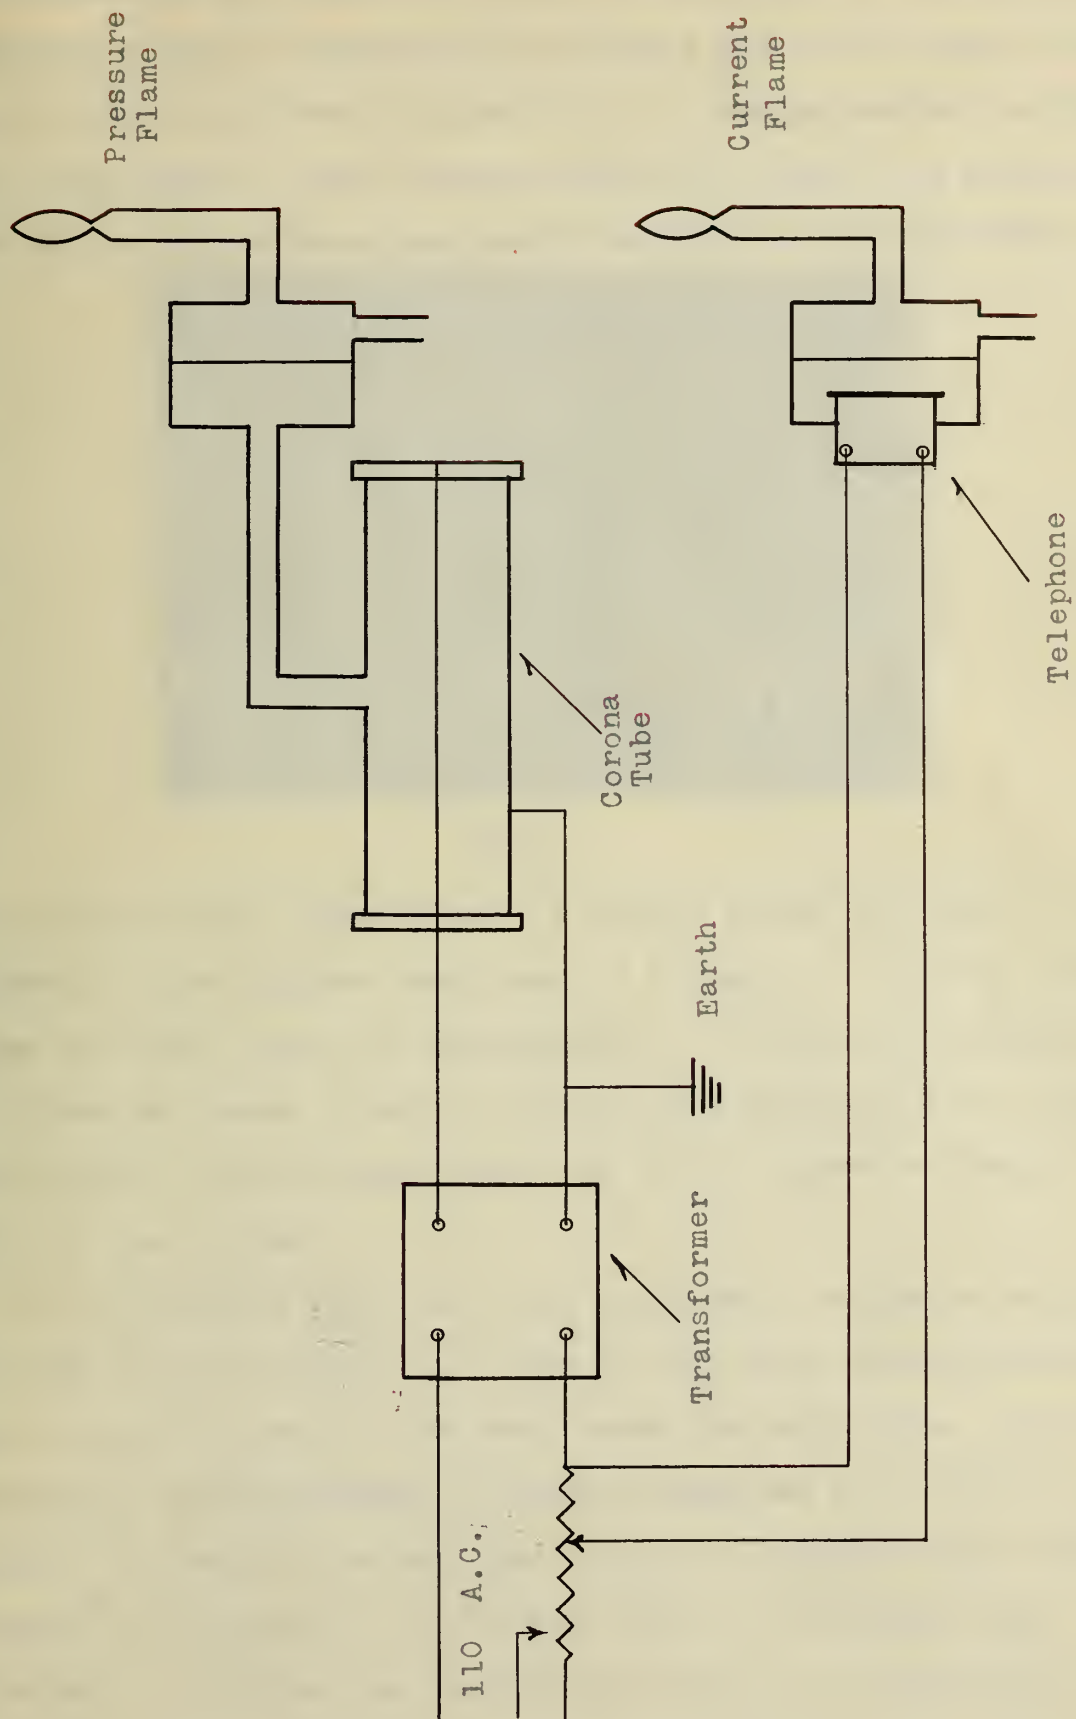 Pressure
Flame
Current
Flame
Corona
Tube
Telephone
Earth
Transformer
110 A.C.